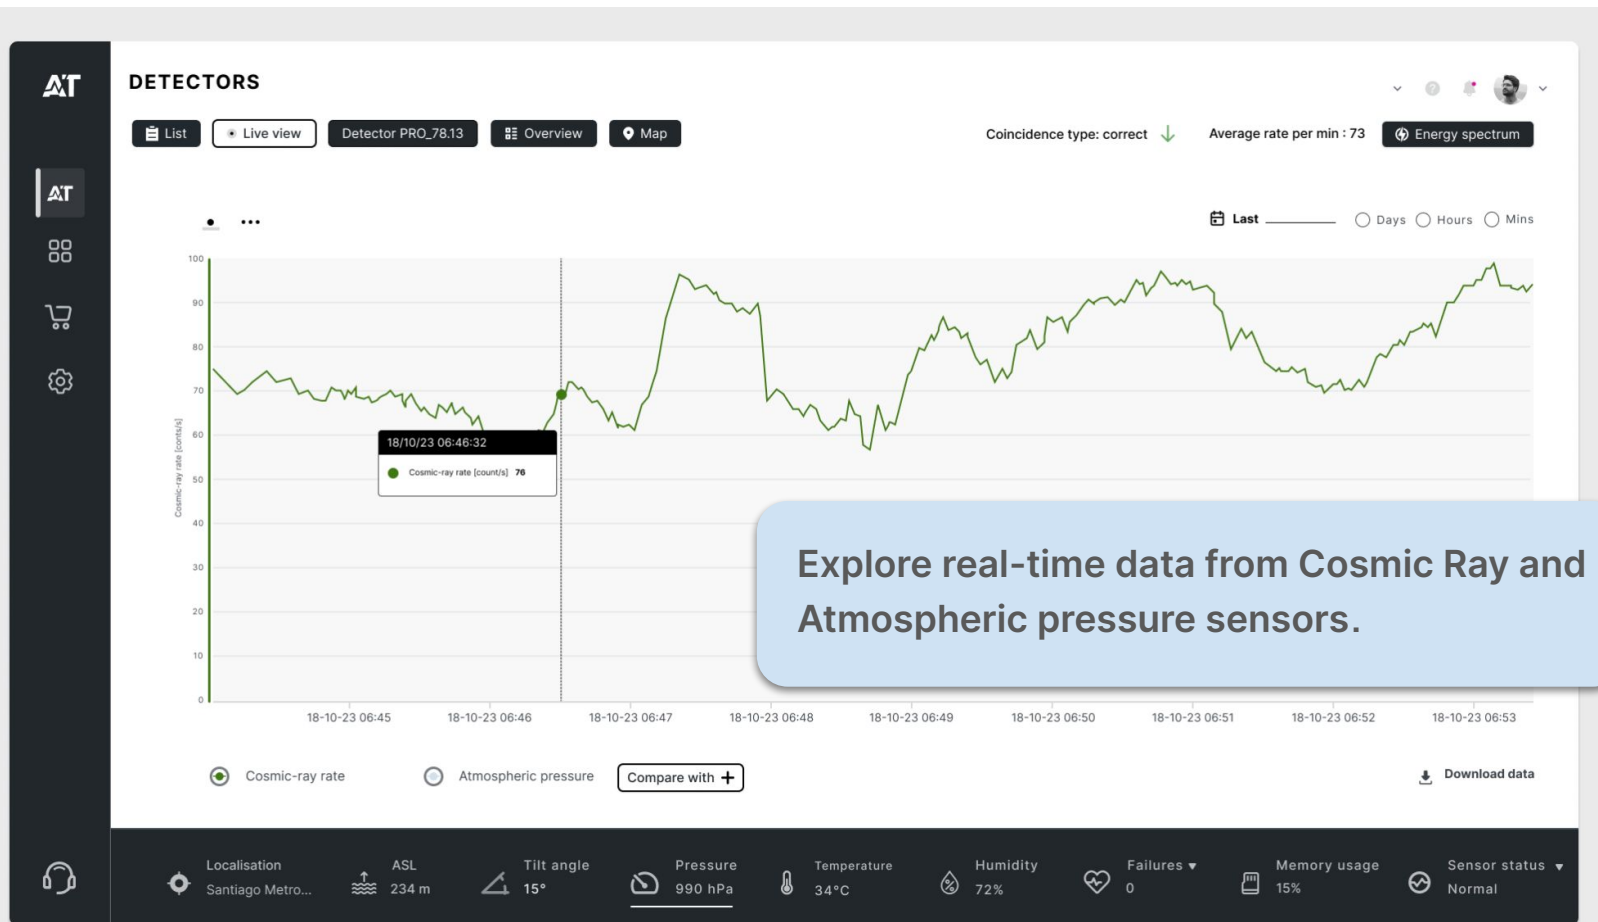 AT
DETECTORS
List
Live view
Detector PRO_78.13
Overview
Map
Coincidence type: correct
Average rate per min : 73
Energy spectrum
AT
Last
Days
Hours
Mins
100
90
80
70
60
50
40
30
20
10
0
Cosmic-ray rate [conts/s]
18/10/23 06:46:32
Cosmic-ray rate [count/s] 76
Explore real-time data from Cosmic Ray and
Atmospheric pressure sensors.
18-10-23 06:45
18-10-23 06:46
18-10-23 06:47
18-10-23 06:48
18-10-23 06:49
18-10-23 06:50
18-10-23 06:51
18-10-23 06:52
18-10-23 06:53
Cosmic-ray rate
Atmospheric pressure
Compare with +
Download data
Localisation
Santiago Metro...
ASL
234 m
Tilt angle
15°
Pressure
990 hPa
Temperature
34°C
Humidity
72%
Failures ▾
0
Memory usage
15%
Sensor status ▾
Normal